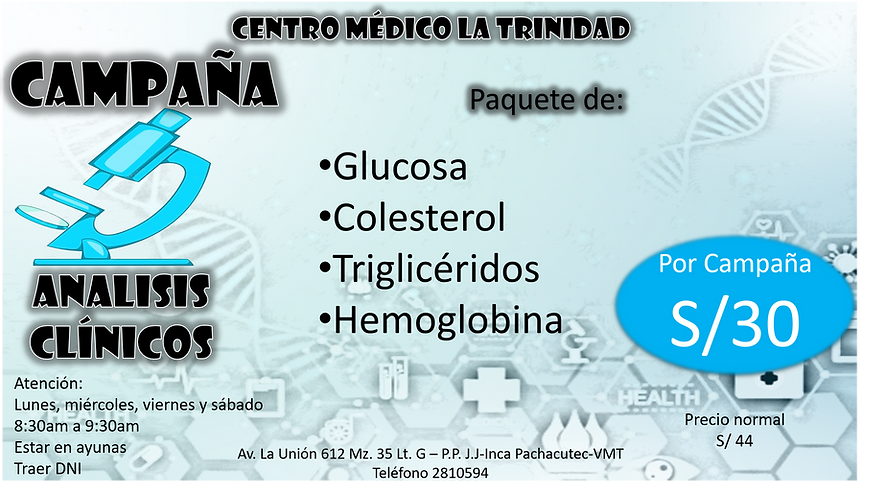 CENTRO MÉDICO LA TRINIDAD
CAMPAÑA
ANALISIS
CLÍNICOS
Paquete de:
•Glucosa
•Colesterol
•Triglicéridos
•Hemoglobina
Por Campaña
S/30
Precio normal
S/ 44
HEALTH
HEALTH
Atención:
Lunes, miércoles, viernes y sábado
8:30am a 9:30am
Estar en ayunas
Traer DNI
Av. La Unión 612 Mz. 35 Lt. G – P.P. J.J-Inca Pachacutec-VMT
Teléfono 2810594